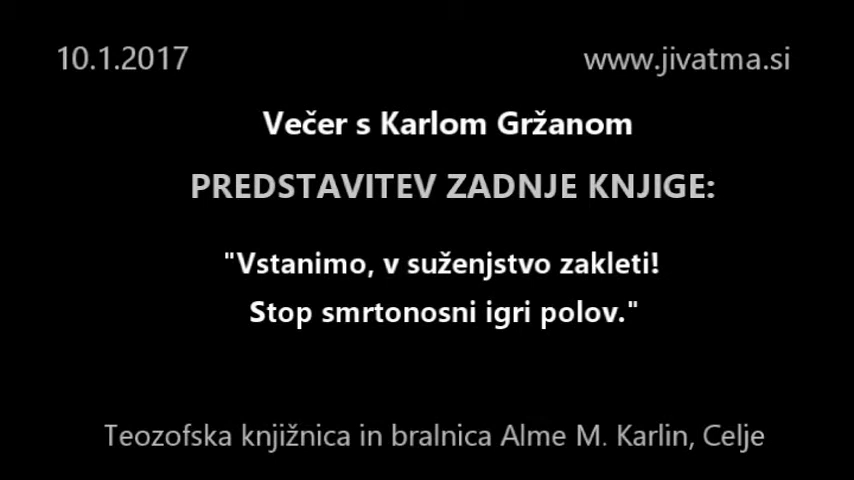 10.1.2017 www.jivatma.si
Večer s Karlom Gržanom
PREDSTAVITEV ZADNJE KNJIGE:
"Vstanimo, v suženjstvo zakleti!
Stop smrtonosni igri polov."
Teozofska knjižnica in bralnica Alme M. Karlin, Celje